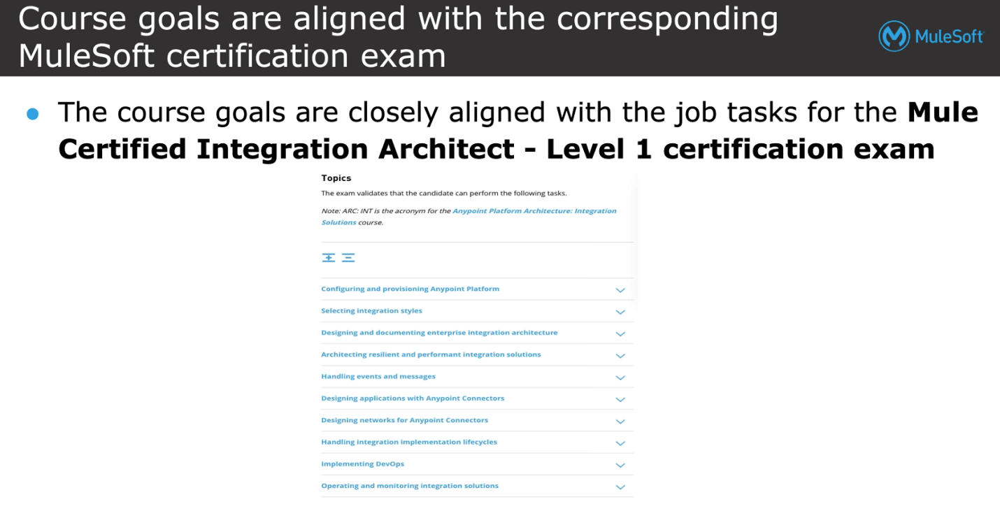 Course goals are aligned with the corresponding
MuleSoft certification exam
MuleSoft
• The course goals are closely aligned with the job tasks for the Mule
Certified Integration Architect - Level 1 certification exam
Topics
The exam validates that the candidate can perform the following tasks.
Note: ARC: INT is the acronym for the Anypoint Platform Architecture: Integration
Solutions course.
Configuring and provisioning Anypoint Platform
Selecting integration styles
Designing and documenting enterprise integration architecture
Architecting resilient and performant integration solutions
Handling events and messages
Designing applications with Anypoint Connectors
Designing networks for Anypoint Connectors
Handling integration implementation lifecycles
Implementing DevOps
Operating and monitoring integration solutions